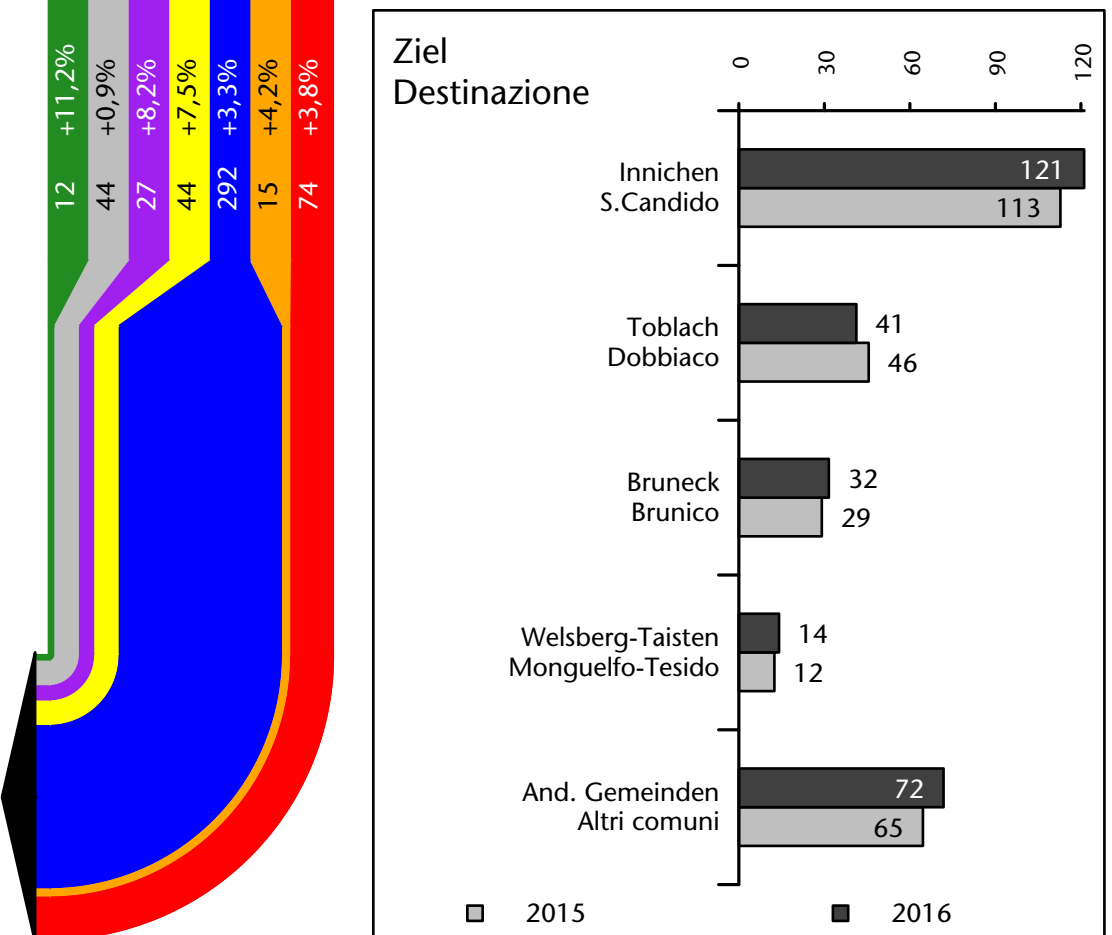 12 +11,2%
44 +0,9%
27 +8,2%
44 +7,5%
292 +3,3%
15 +4,2%
74 +3,8%
Ziel
Destinazione
0 30 60 90 120
Innichen
S.Candido
121
113
Toblach
Dobbiaco
41
46
Bruneck
Brunico
32
29
Welsberg-Taisten
Monguelfo-Tesido
14
12
And. Gemeinden
Altri comuni
72
65
2015 2016